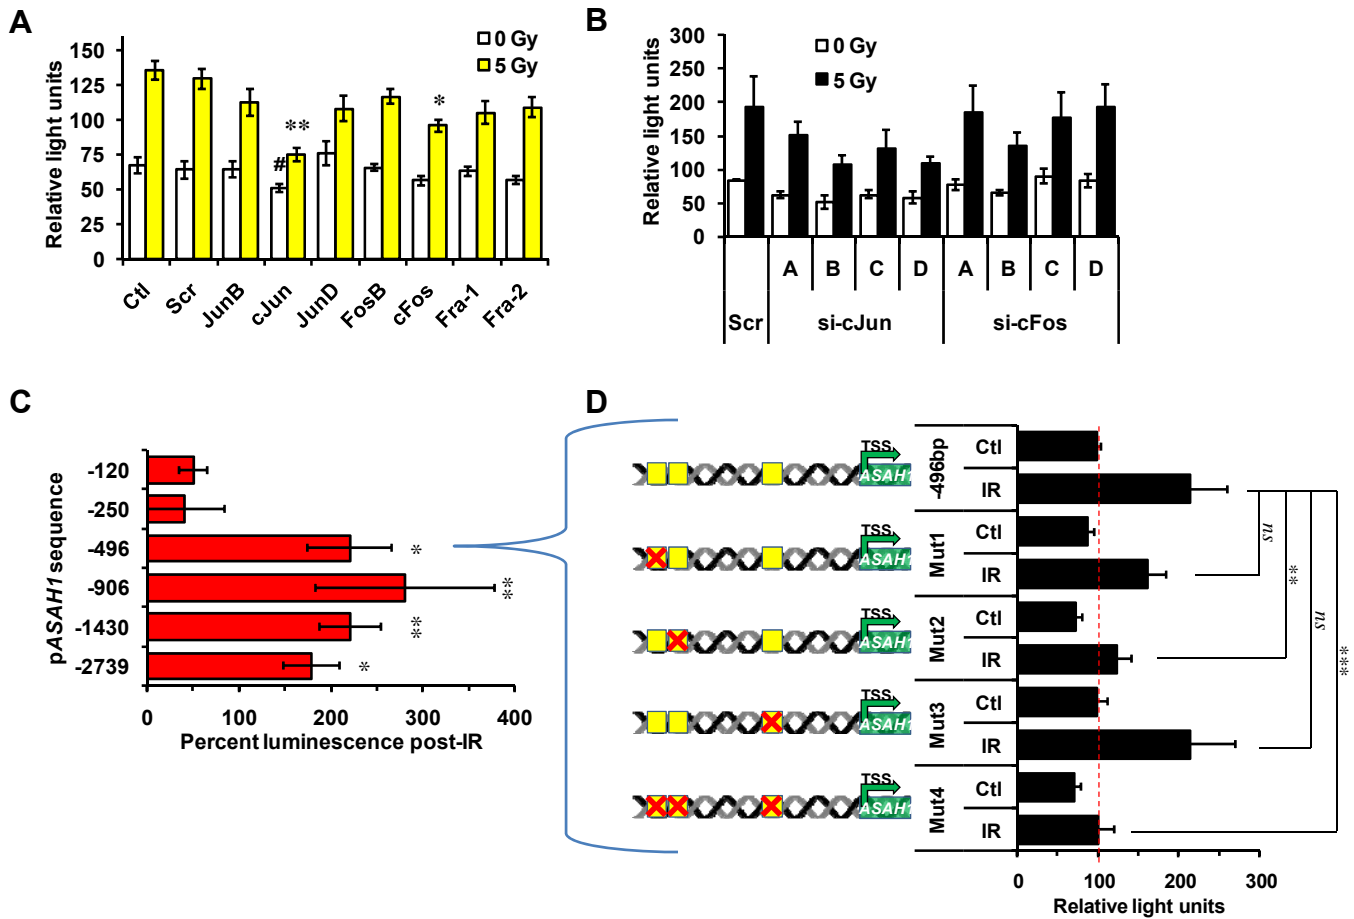 A
Relative light units
150
125
100
75
50
25
0
0 Gy
5 Gy
#
**
*
Ctl
Scr
JunB
cJun
JunD
FosB
cFos
Fra-1
Fra-2
B
Relative light units
300
250
200
150
100
50
0
0 Gy
5 Gy
A B C D A B C D
Scr si-cJun si-cFos
C
pASAH1 sequence
-120
-250
-496
*
-906
**
-1430
**
-2739
*
0 100 200 300 400
Percent luminescence post-IR
D
TSS
ASAH1
-496bp
Ctl
IR
TSS
ASAH1
Mut1
Ctl
IR
TSS
ASAH1
Mut2
Ctl
IR
TSS
ASAH1
Mut3
Ctl
IR
TSS
ASAH1
Mut4
Ctl
IR
ns
**
ns
***
0 100 200 300
Relative light units